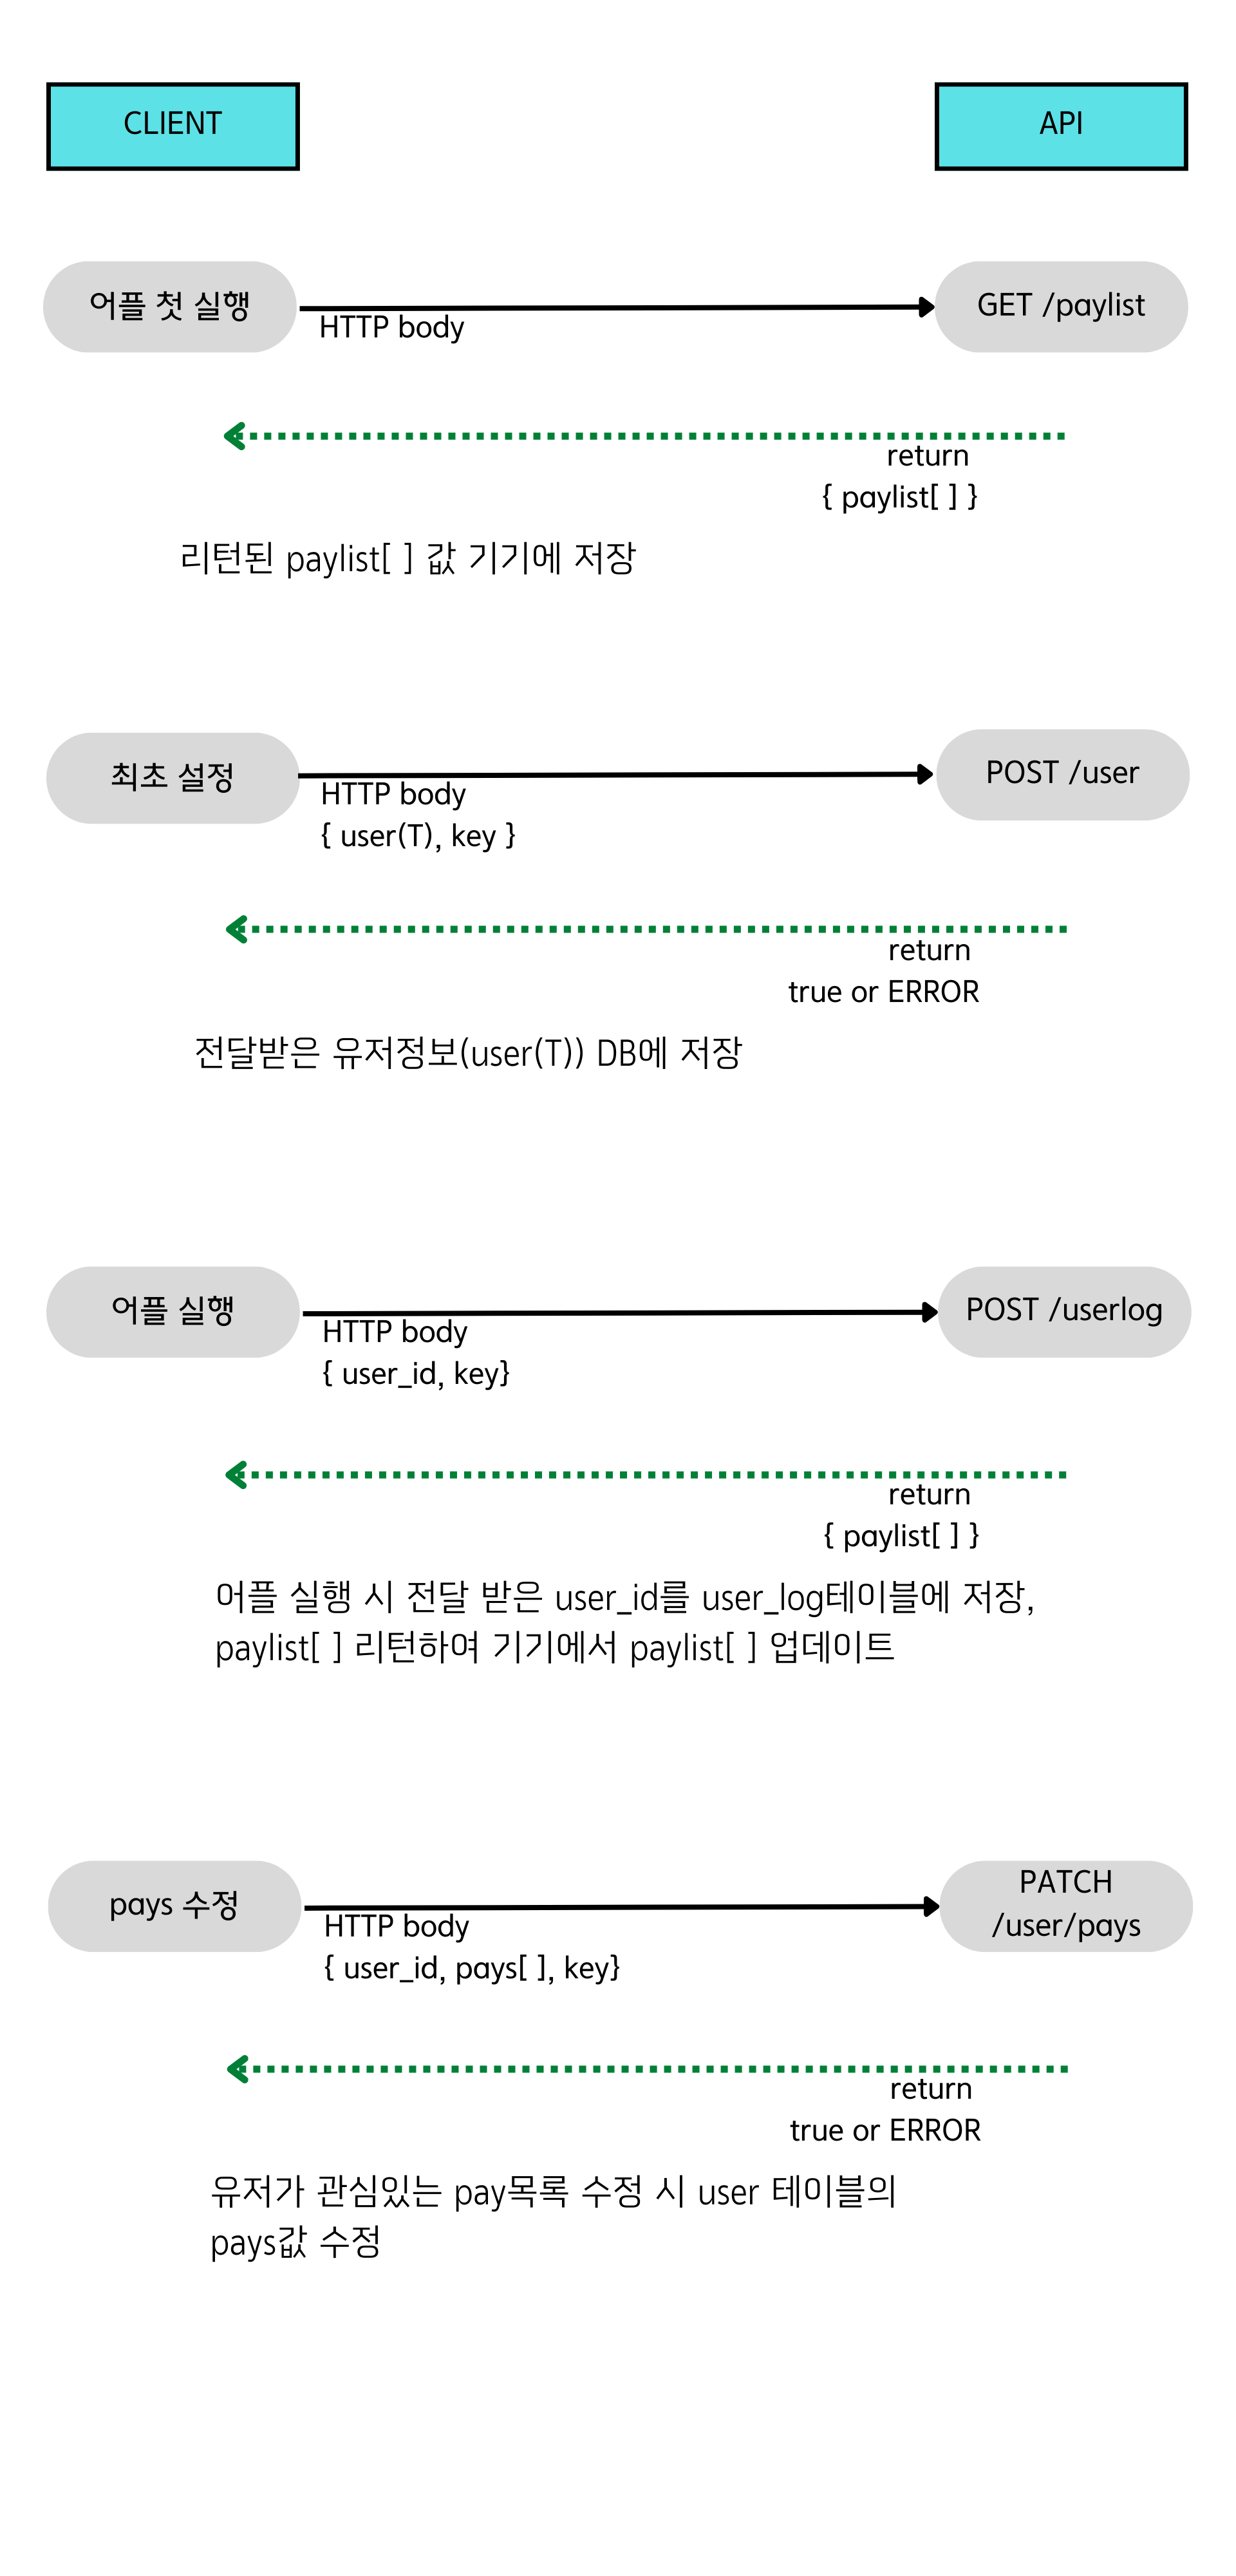 CLIENT
API
어플 첫 실행
GET /paylist
HTTP body
return
{ paylist[ ] }
리턴된 paylist[ ] 값 기기에 저장
최초 설정
POST /user
HTTP body
{ user(T), key }
return
true or ERROR
전달받은 유저정보(user(T)) DB에 저장
어플 실행
POST /userlog
HTTP body
{ user_id, key}
return
{ paylist[ ] }
어플 실행 시 전달 받은 user_id를 user_log테이블에 저장,
paylist[ ] 리턴하여 기기에서 paylist[ ] 업데이트
pays 수정
PATCH
/user/pays
HTTP body
{ user_id, pays[ ], key}
return
true or ERROR
유저가 관심있는 pay목록 수정 시 user 테이블의
pays값 수정